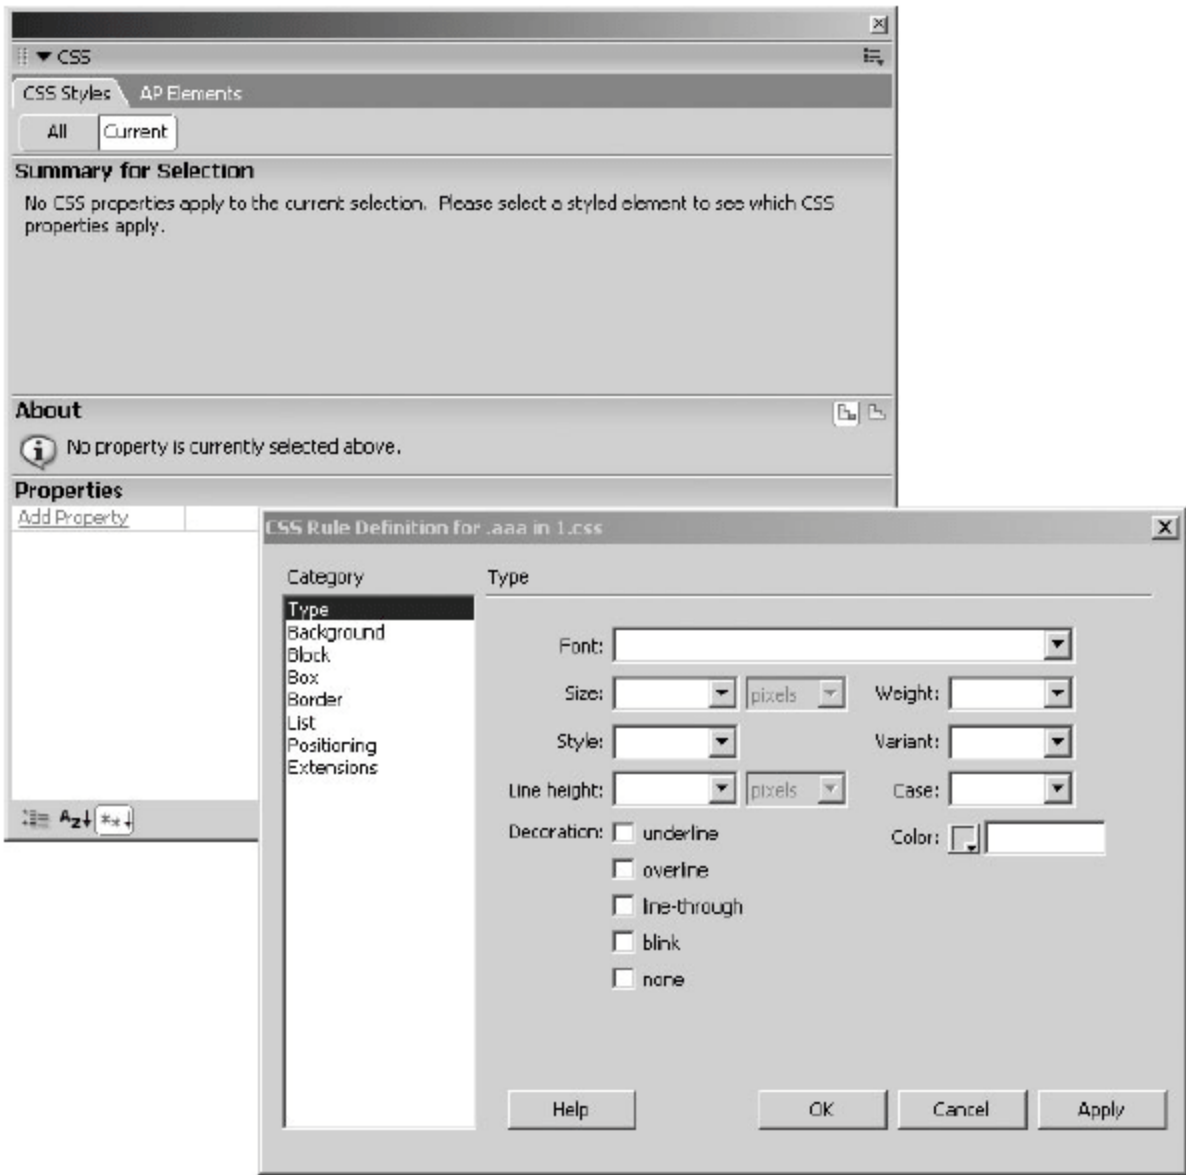 CSS
CSS Styles AP Elements
All Current
Summary for Selection
No CSS properties apply to the current selection. Please select a styled element to see which CSS
properties apply.
About
No property is currently selected above.
Properties
Add Property
CSS Rule Definition for .aaa in 1.css
Category
Type
Background
Block
Box
Border
List
Positioning
Extensions
Type
Font:
Size: pixels Weight:
Style: Variant:
Line height: pixels Case:
Decoration: underline Color:
overline
line-through
blink
none
Help OK Cancel Apply